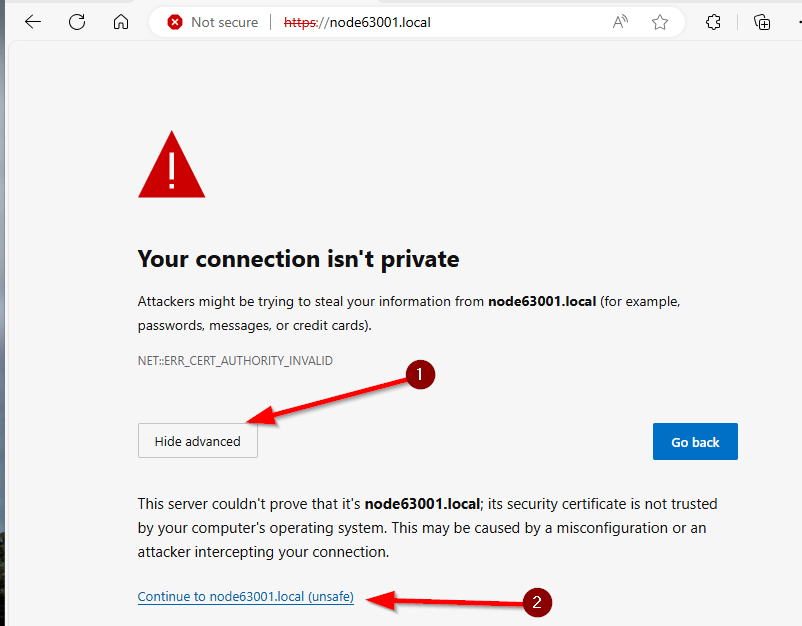 Not secure https://node63001.local
Your connection isn't private
Attackers might be trying to steal your information from node63001.local (for example,
passwords, messages, or credit cards).
NET::ERR_CERT_AUTHORITY_INVALID
1
Hide advanced
Go back
This server couldn't prove that it's node63001.local; its security certificate is not trusted
by your computer's operating system. This may be caused by a misconfiguration or an
attacker intercepting your connection.
Continue to node63001.local (unsafe)
2